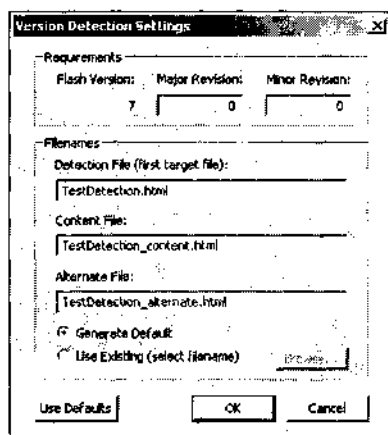 Version Detection Settings
Requirements
Flash Version: Major Revision: Minor Revision:
7 0 0
Filenames
Detection File (first target file):
TestDetection.html
Content File:
TestDetection_content.html
Alternate File:
TestDetection_alternate.html
Generate Default
Use Existing (select filename)
Use Defaults OK Cancel